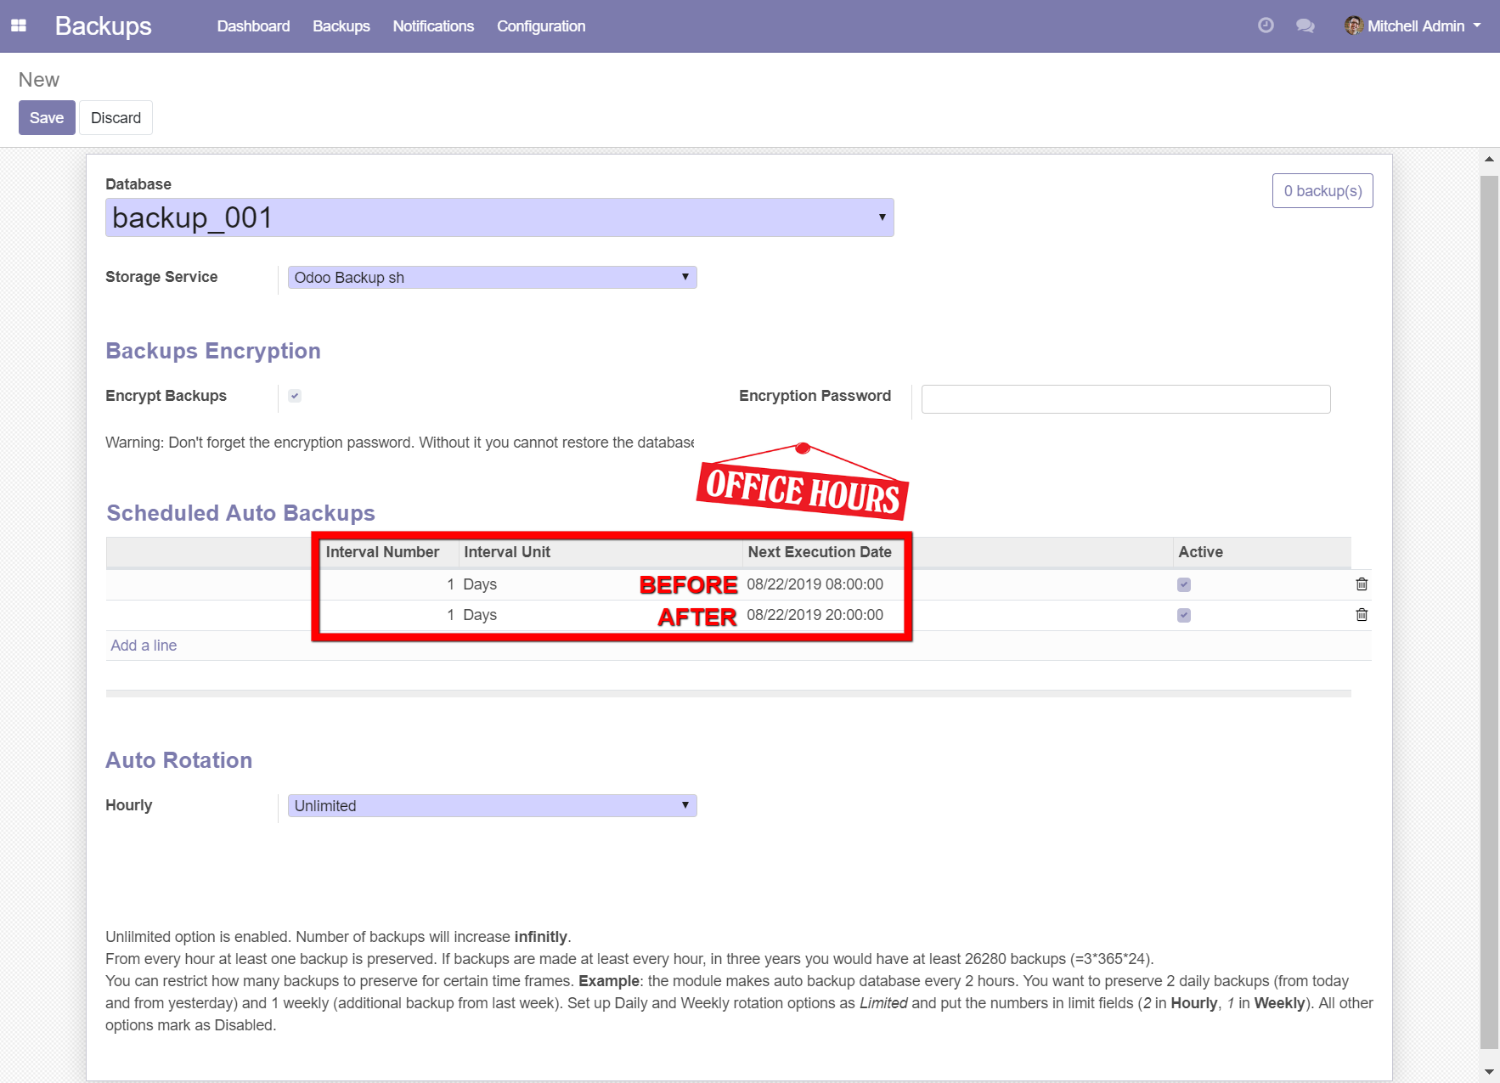 Backups Dashboard Backups Notifications Configuration Mitchell Admin
New
Save Discard
Database
backup_001
0 backup(s)
Storage Service Odoo Backup sh
Backups Encryption
Encrypt Backups Encryption Password
Warning: Don't forget the encryption password. Without it you cannot restore the database
OFFICE HOURS
Scheduled Auto Backups
Interval Number Interval Unit Next Execution Date Active
1 Days BEFORE 08/22/2019 08:00:00
1 Days AFTER 08/22/2019 20:00:00
Add a line
Auto Rotation
Hourly Unlimited
Unlilmited option is enabled. Number of backups will increase infinitly.
From every hour at least one backup is preserved. If backups are made at least every hour, in three years you would have at least 26280 backups (=3*365*24).
You can restrict how many backups to preserve for certain time frames. Example: the module makes auto backup database every 2 hours. You want to preserve 2 daily backups (from today
and from yesterday) and 1 weekly (additional backup from last week). Set up Daily and Weekly rotation options as Limited and put the numbers in limit fields (2 in Hourly, 1 in Weekly). All other
options mark as Disabled.